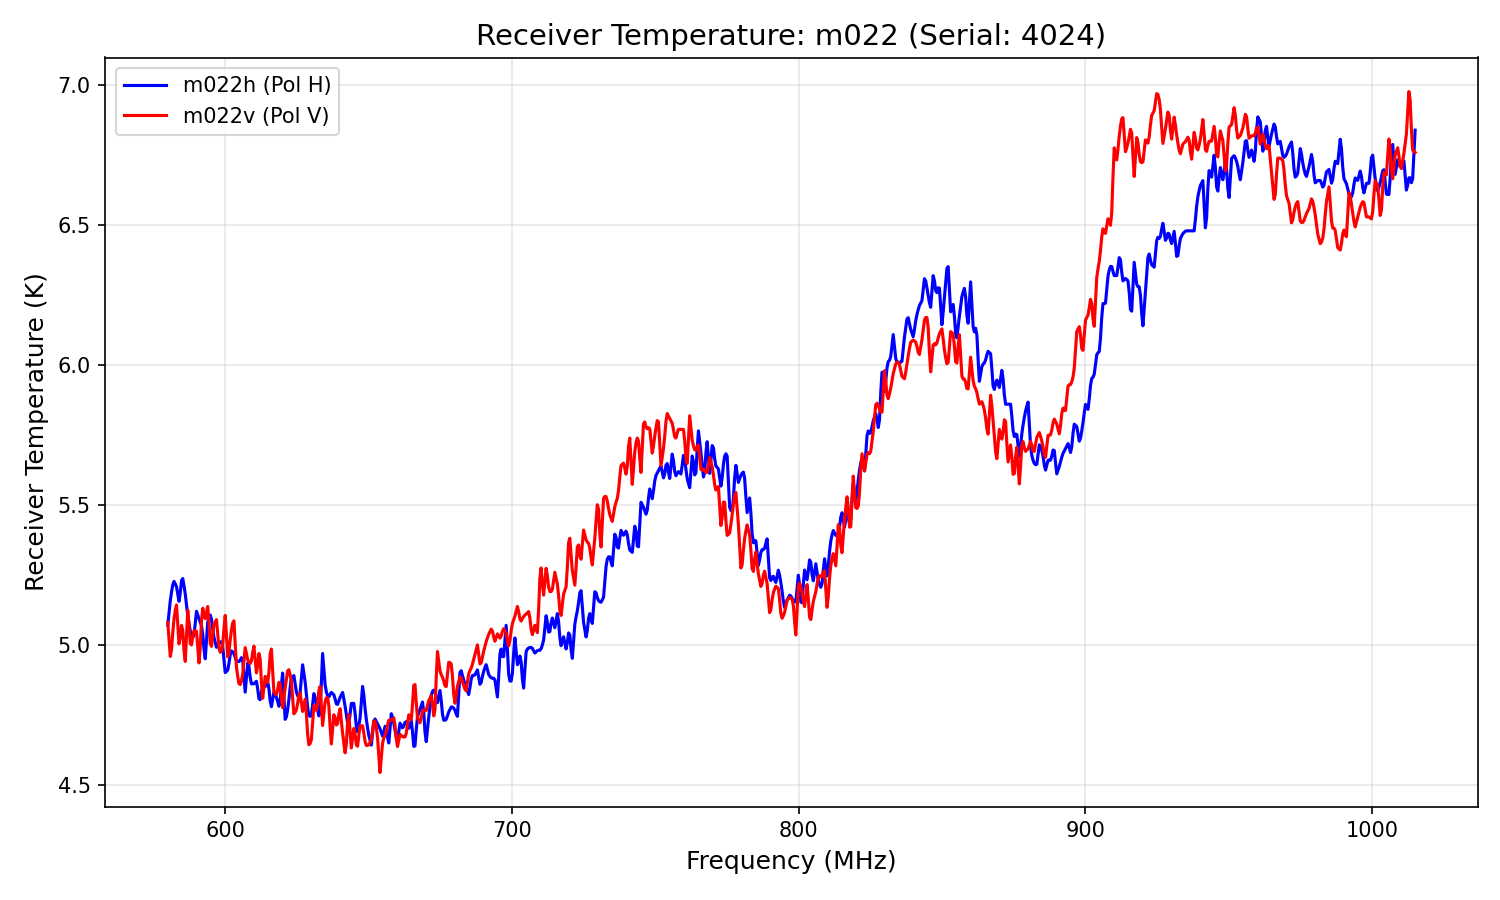 Receiver Temperature: m022 (Serial: 4024)
m022h (Pol H)
m022v (Pol V)
Receiver Temperature (K)
7.0
6.5
6.0
5.5
5.0
4.5
600 700 800 900 1000
Frequency (MHz)